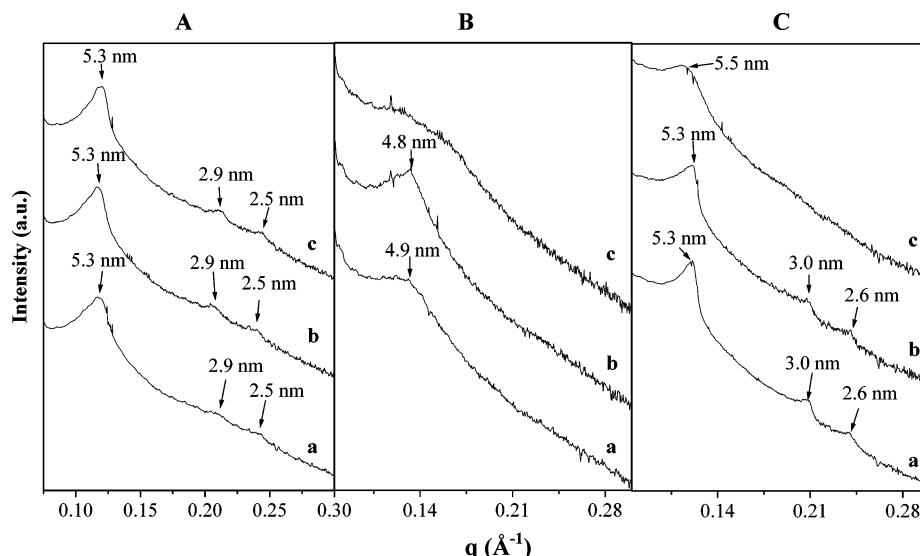 A B C
5.3 nm
5.5 nm
5.3 nm
4.8 nm
5.3 nm
2.9 nm
2.5 nm
c
c
c
5.3 nm
2.9 nm
4.9 nm
5.3 nm
3.0 nm
2.5 nm
2.6 nm
b
b
b
2.9 nm
3.0 nm
2.5 nm
2.6 nm
a
a
a
Intensity (a.u.)
0.10 0.15 0.20 0.25 0.30 0.14 0.21 0.28 0.14 0.21 0.28
q (Å-1)